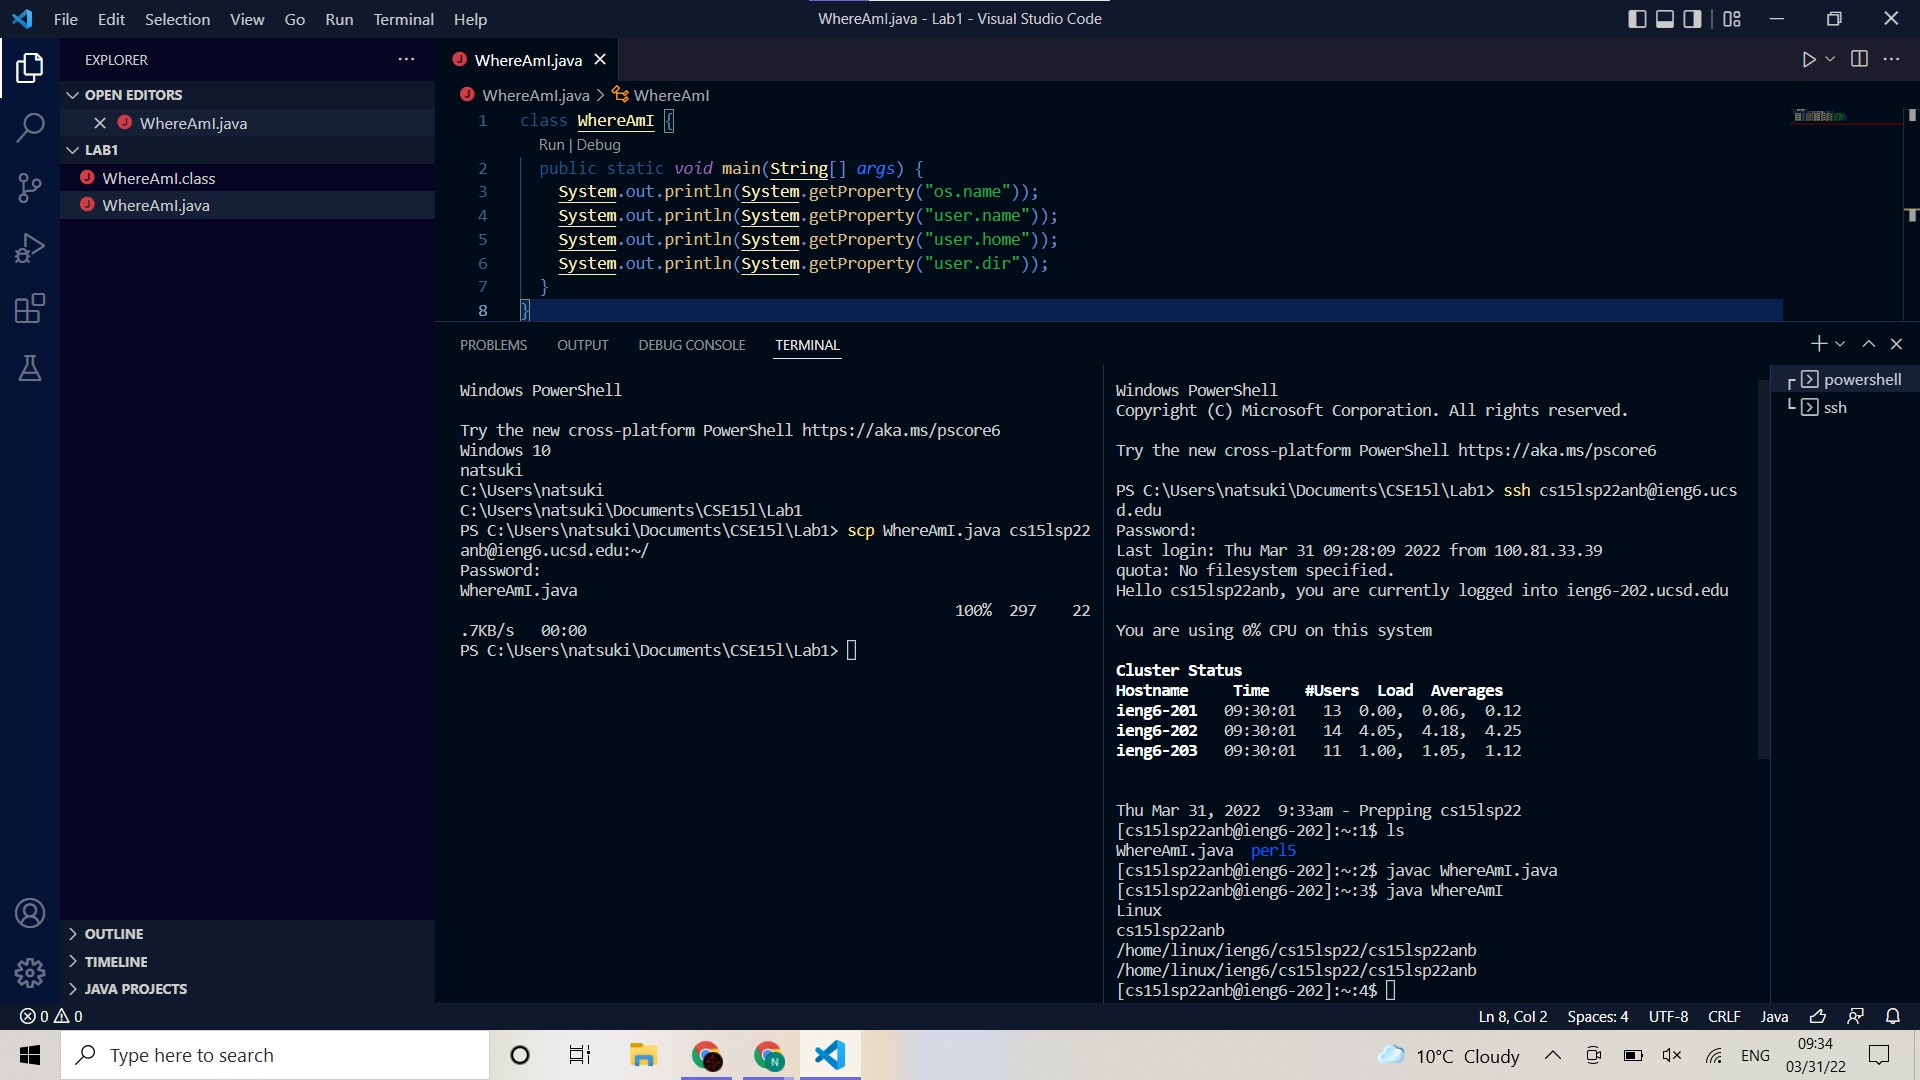 File Edit Selection View Go Run Terminal Help
WhereAmI.java - Lab1 - Visual Studio Code
EXPLORER
OPEN EDITORS
WhereAmI.java
LAB1
WhereAmI.class
WhereAmI.java
OUTLINE
TIMELINE
JAVA PROJECTS
WhereAmI.java
WhereAmI.java > WhereAmI
1 class WhereAmI {
Run | Debug
2 public static void main(String[] args) {
3 System.out.println(System.getProperty("os.name"));
4 System.out.println(System.getProperty("user.name"));
5 System.out.println(System.getProperty("user.home"));
6 System.out.println(System.getProperty("user.dir"));
7 }
8 }
PROBLEMS OUTPUT DEBUG CONSOLE TERMINAL
Windows PowerShell
Try the new cross-platform PowerShell https://aka.ms/pscore6
Windows 10
natsuki
C:\Users\natsuki
C:\Users\natsuki\Documents\CSE15l\Lab1
PS C:\Users\natsuki\Documents\CSE15l\Lab1> scp WhereAmI.java cs15lsp22
anb@ieng6.ucsd.edu:~/
Password:
WhereAmI.java
100% 297 22
.7KB/s 00:00
PS C:\Users\natsuki\Documents\CSE15l\Lab1>
Windows PowerShell
Copyright (C) Microsoft Corporation. All rights reserved.
Try the new cross-platform PowerShell https://aka.ms/pscore6
PS C:\Users\natsuki\Documents\CSE15l\Lab1> ssh cs15lsp22anb@ieng6.ucs
d.edu
Password:
Last login: Thu Mar 31 09:28:09 2022 from 100.81.33.39
quota: No filesystem specified.
Hello cs15lsp22anb, you are currently logged into ieng6-202.ucsd.edu
You are using 0% CPU on this system
Cluster Status
Hostname Time #Users Load Averages
ieng6-201 09:30:01 13 0.00, 0.06, 0.12
ieng6-202 09:30:01 14 4.05, 4.18, 4.25
ieng6-203 09:30:01 11 1.00, 1.05, 1.12
Thu Mar 31, 2022 9:33am - Prepping cs15lsp22
[cs15lsp22anb@ieng6-202]:~:1$ ls
WhereAmI.java perl5
[cs15lsp22anb@ieng6-202]:~:2$ javac WhereAmI.java
[cs15lsp22anb@ieng6-202]:~:3$ java WhereAmI
Linux
cs15lsp22anb
/home/linux/ieng6/cs15lsp22/cs15lsp22anb
/home/linux/ieng6/cs15lsp22/cs15lsp22anb
[cs15lsp22anb@ieng6-202]:~:4$
powershell
ssh
0 0
Ln 8, Col 2 Spaces: 4 UTF-8 CRLF Java
Type here to search
N
10°C Cloudy
ENG
09:34
03/31/22